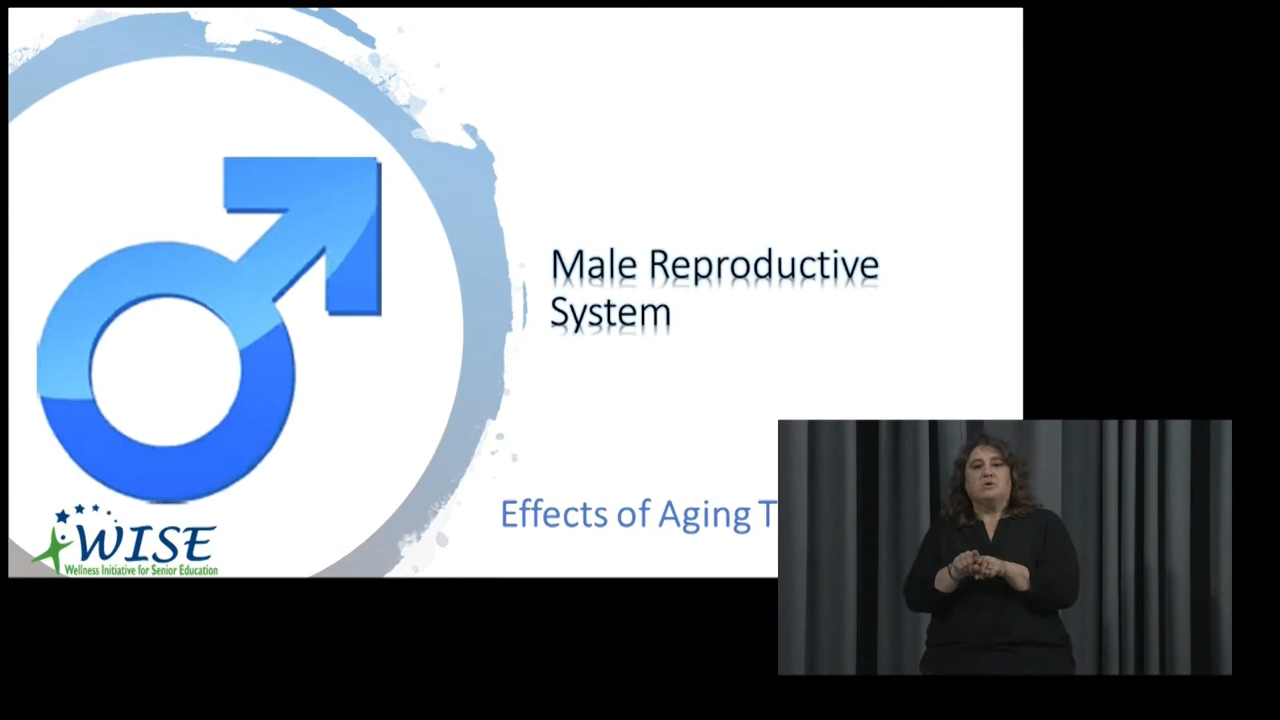 Male Reproductive
System
Effects of Aging T
WISE
Wellness Initiative for Senior Education